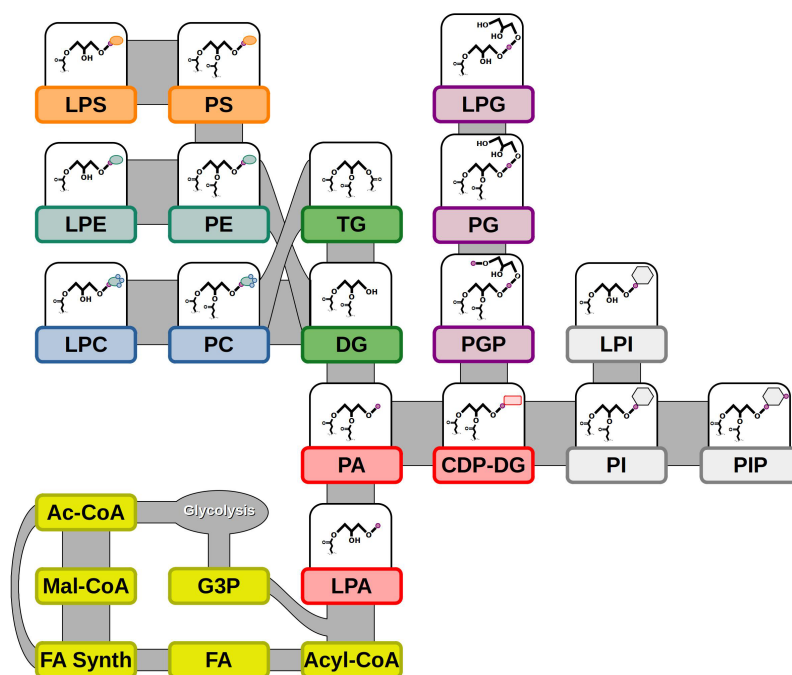 LPS PS LPG
LPE PE TG PG
LPC PC DG PGP LPI
PA CDP-DG PI PIP
Ac-CoA Glycolysis
Mal-CoA G3P LPA
FA Synth FA Acyl-CoA